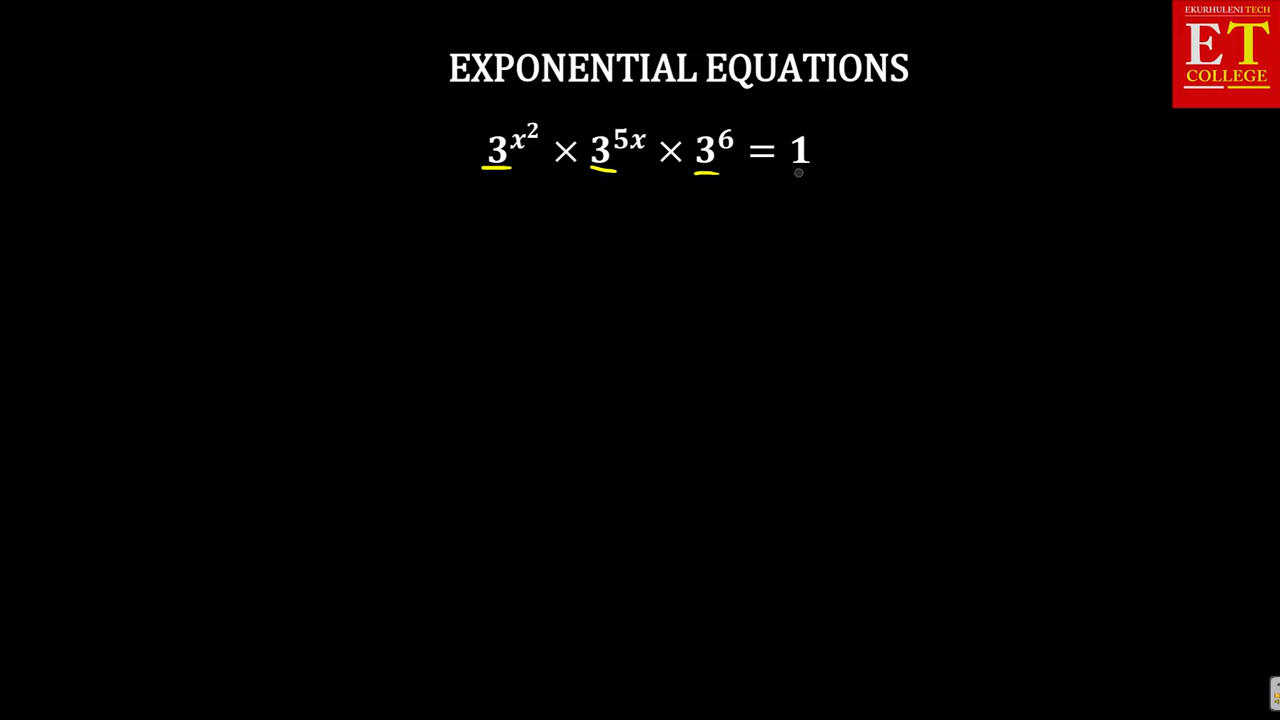 EKURHULENI TECH
ET
COLLEGE
EXPONENTIAL EQUATIONS
3^{x^2} × 3^{5x} × 3^6 = 1